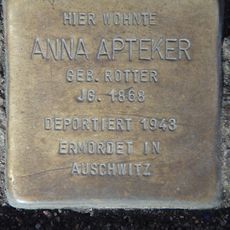 HIER WOHNTE
ANNA APTEKER
GEB. ROTTER
JG. 1868
DEPORTIERT 1943
ERMORDET IN
AUSCHWITZ